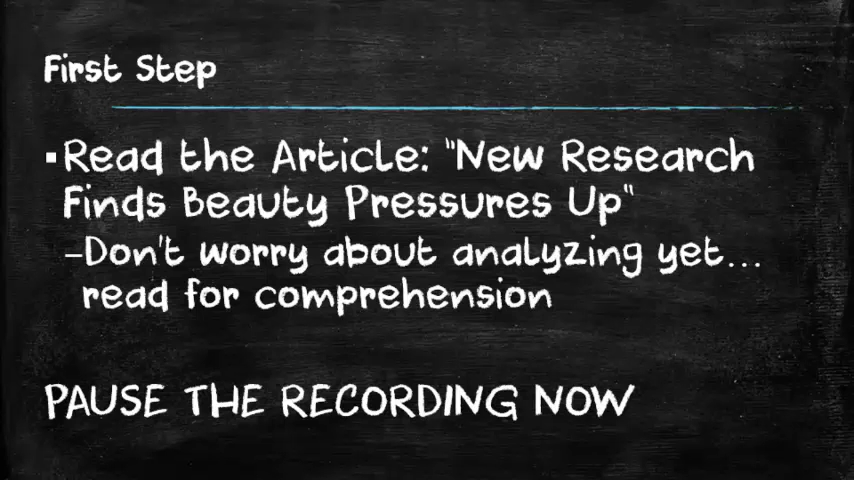 First Step
▪Read the Article: "New Research
Finds Beauty Pressures Up"
–Don't worry about analyzing yet...
read for comprehension
PAUSE THE RECORDING NOW